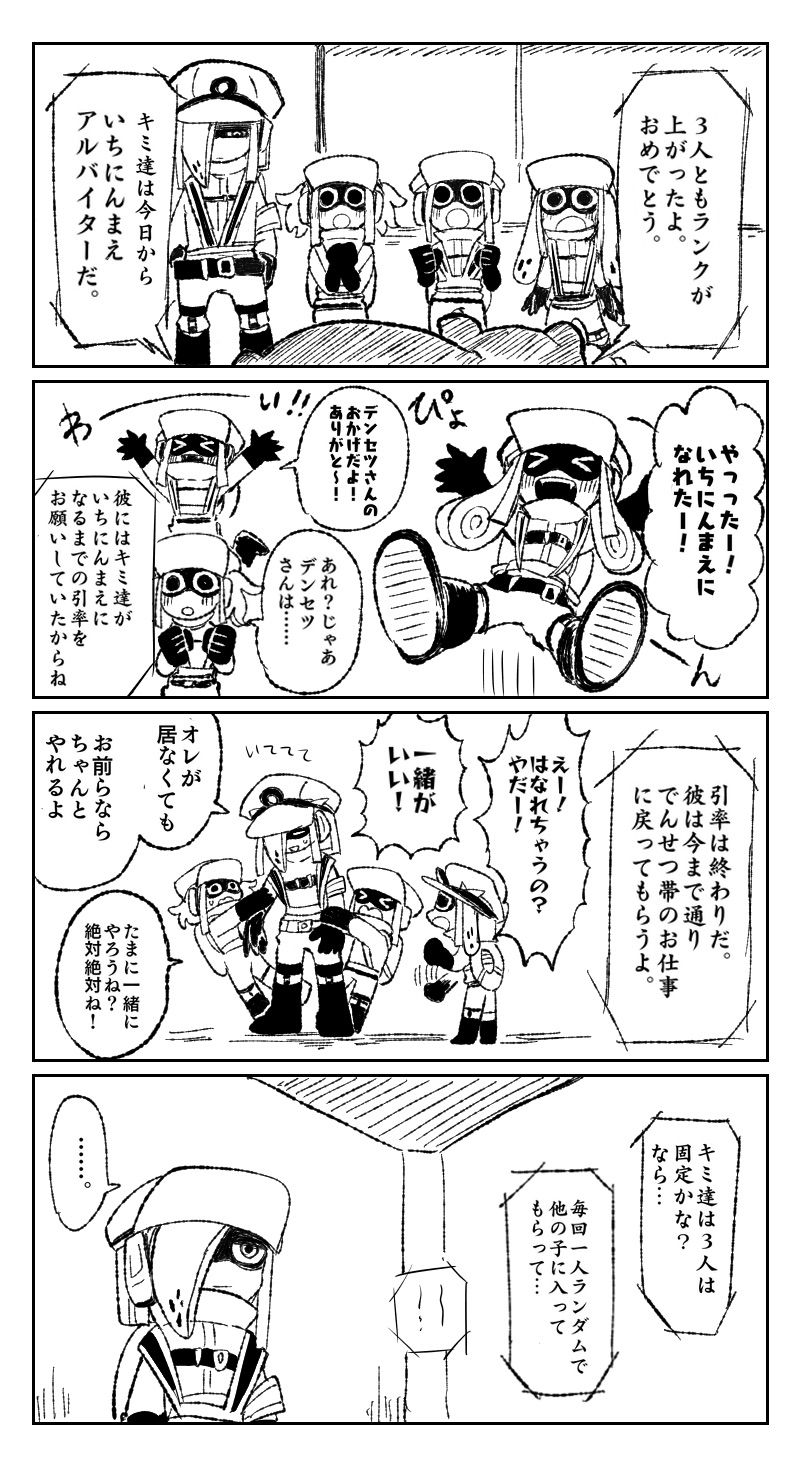 ３人ともランクが
上がったよ。
おめでとう。
キミ達は今日から
いちにんまえ
アルバイターだ。
やっったー！
いちにんまえに
なれたー！
ぴょーん
デンセツさんの
おかげだよ！
ありがと～！
わーい!!
あれ？じゃあ
デンセツ
さんは……
彼にはキミ達が
いちにんまえに
なるまでの引率を
お願いしていたからね
引率は終わりだ。
彼は今まで通り
でんせつ帯のお仕事
に戻ってもらうよ。
えー！
はなれちゃうの？
やだー！
一緒が
いい！
いててて
オレが
居なくても
お前らなら
ちゃんと
やれるよ
たまに一緒に
やろうね？
絶対絶対ね！
キミ達は３人は
固定かな？
なら…
毎回一人ランダムで
他の子に入って
もらって…
……。